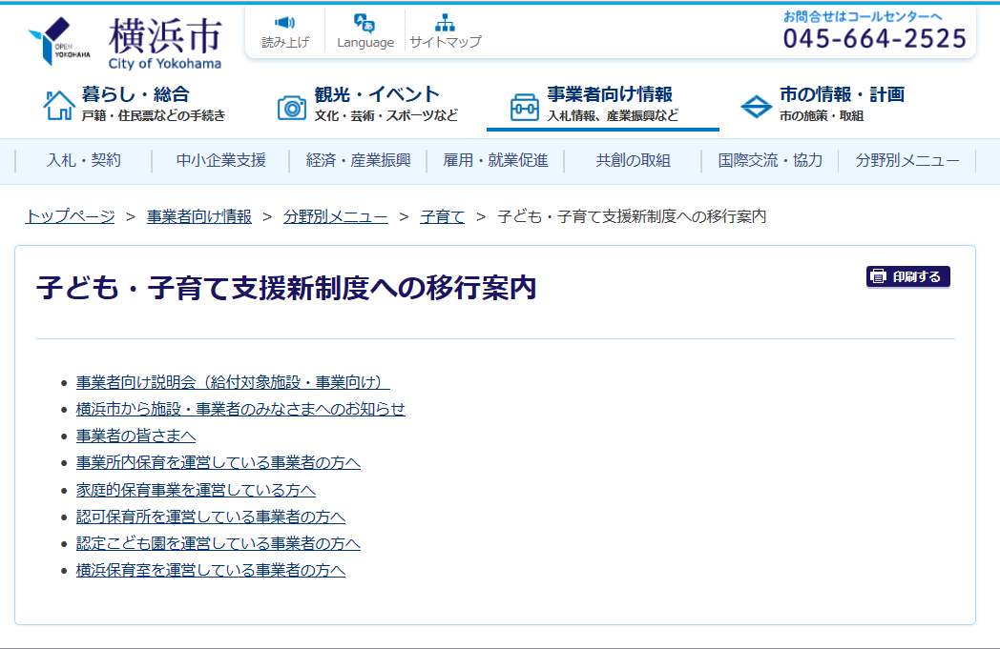 OPEN YOKOHAMA
横浜市
City of Yokohama
読み上げ
Language
サイトマップ
お問合せはコールセンターへ
045-664-2525
暮らし・総合
戸籍・住民票などの手続き
観光・イベント
文化・芸術・スポーツなど
事業者向け情報
入札情報、産業振興など
市の情報・計画
市の施策・取組
入札・契約
中小企業支援
経済・産業振興
雇用・就業促進
共創の取組
国際交流・協力
分野別メニュー
トップページ > 事業者向け情報 > 分野別メニュー > 子育て > 子ども・子育て支援新制度への移行案内
子ども・子育て支援新制度への移行案内
印刷する
事業者向け説明会（給付対象施設・事業向け）
横浜市から施設・事業者のみなさまへのお知らせ
事業者の皆さまへ
事業所内保育を運営している事業者の方へ
家庭的保育事業を運営している方へ
認可保育所を運営している事業者の方へ
認定こども園を運営している事業者の方へ
横浜保育室を運営している事業者の方へ